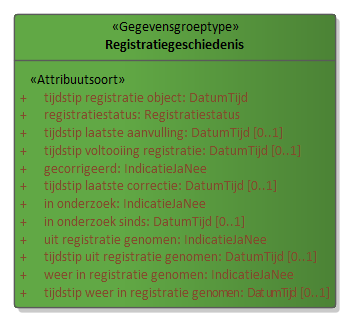 «Gegevensgroeptype»
Registratiegeschiedenis
«Attribuutsoort»
+ tijdstip registratie object: DatumTijd
+ registratiestatus: Registratiestatus
+ tijdstip laatste aanvulling: DatumTijd [0..1]
+ tijdstip voltooiing registratie: DatumTijd [0..1]
+ gecorrigeerd: IndicatieJaNee
+ tijdstip laatste correctie: DatumTijd [0..1]
+ in onderzoek: IndicatieJaNee
+ in onderzoek sinds: DatumTijd [0..1]
+ uit registratie genomen: IndicatieJaNee
+ tijdstip uit registratie genomen: DatumTijd [0..1]
+ weer in registratie genomen: IndicatieJaNee
+ tijdstip weer in registratie genomen: DatumTijd [0..1]